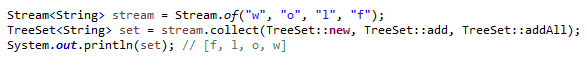 Stream<String> stream = Stream.of("w", "o", "l", "f");
TreeSet<String> set = stream.collect(TreeSet::new, TreeSet::add, TreeSet::addAll);
System.out.println(set); // [f, l, o, w]